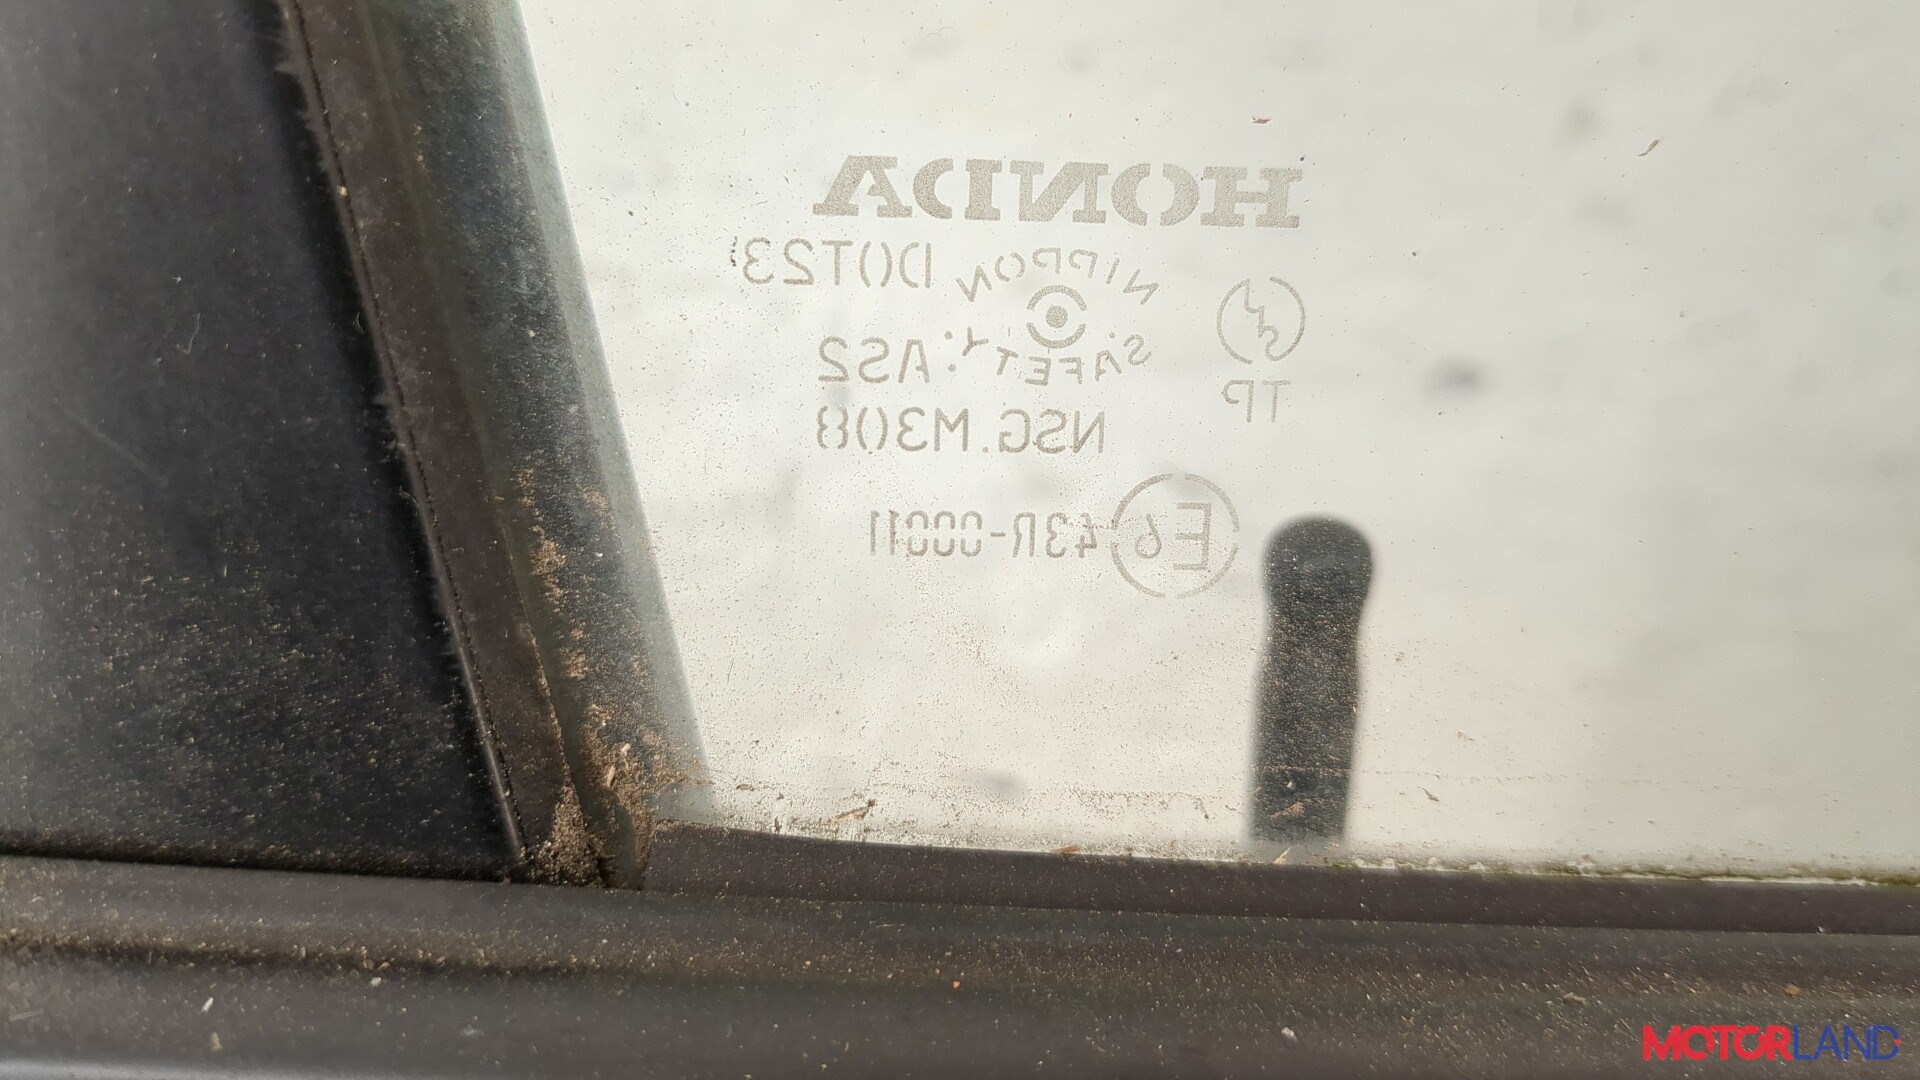 HONDA
NIPPON DOT23
SAFETY: AS2
TP
NSG.M308
E6 43R-00011
MOTORLAND